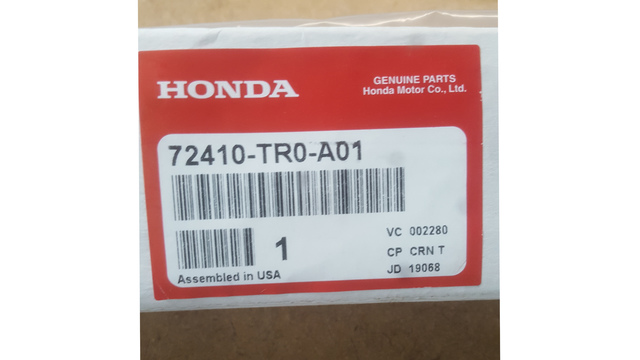 HONDA
GENUINE PARTS
Honda Motor Co., Ltd.
72410-TR0-A01
1
VC 002280
CP CRN T
JD 19068
Assembled in USA